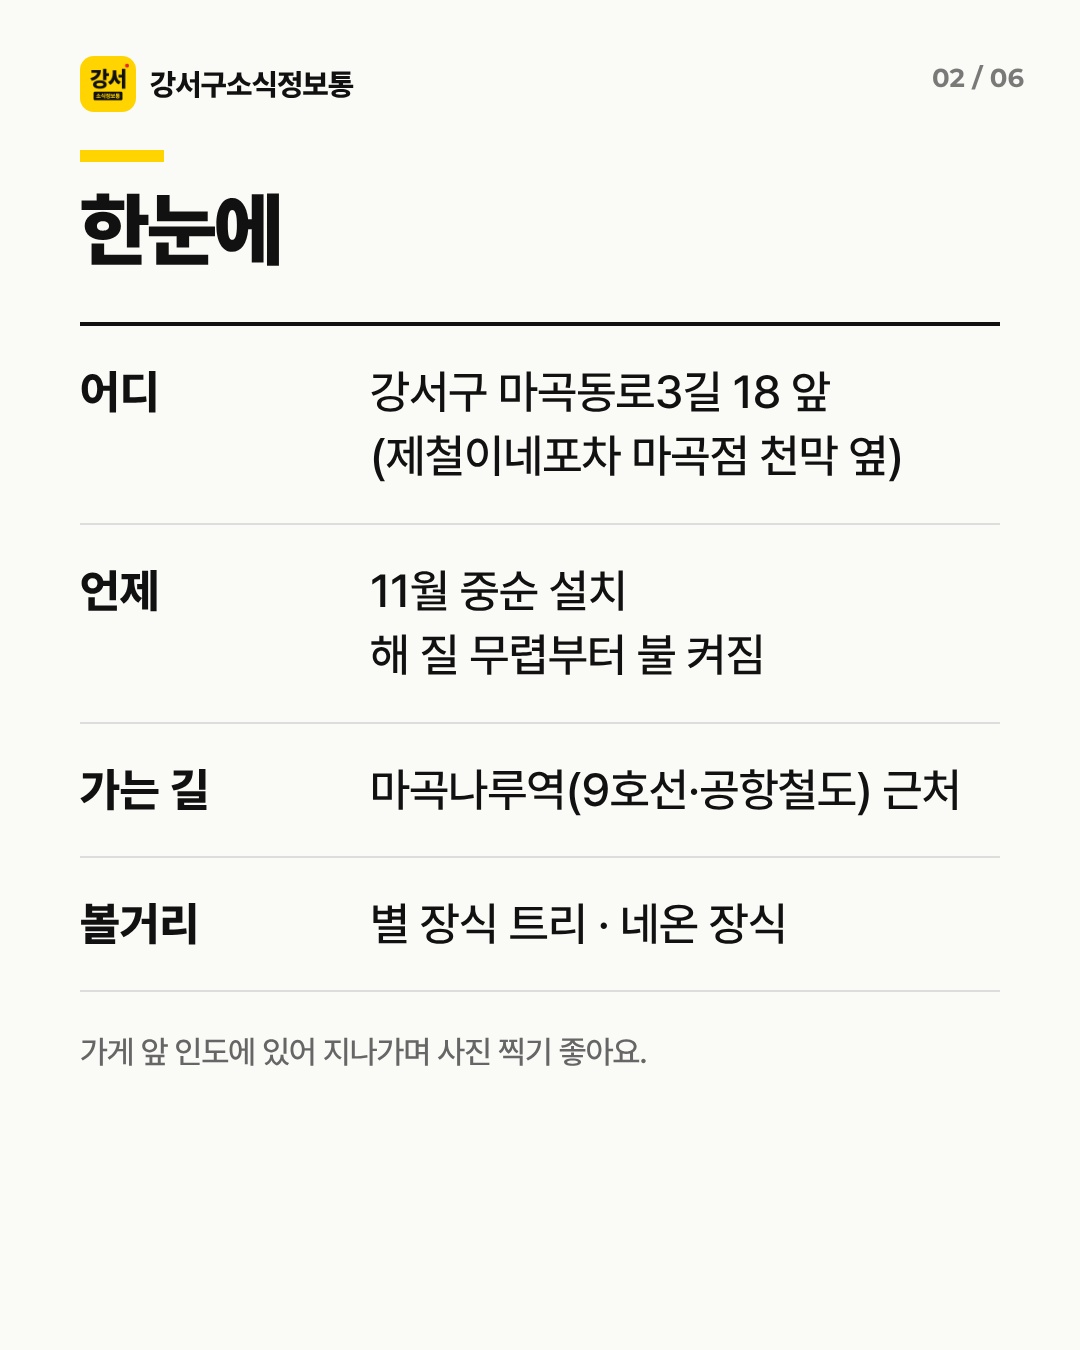 강서
소식정보통
강서구소식정보통
02 / 06
한눈에
어디
강서구 마곡동로3길 18 앞
(제철이네포차 마곡점 천막 옆)
언제
11월 중순 설치
해 질 무렵부터 불 켜짐
가는 길
마곡나루역(9호선·공항철도) 근처
볼거리
별 장식 트리 · 네온 장식
가게 앞 인도에 있어 지나가며 사진 찍기 좋아요.